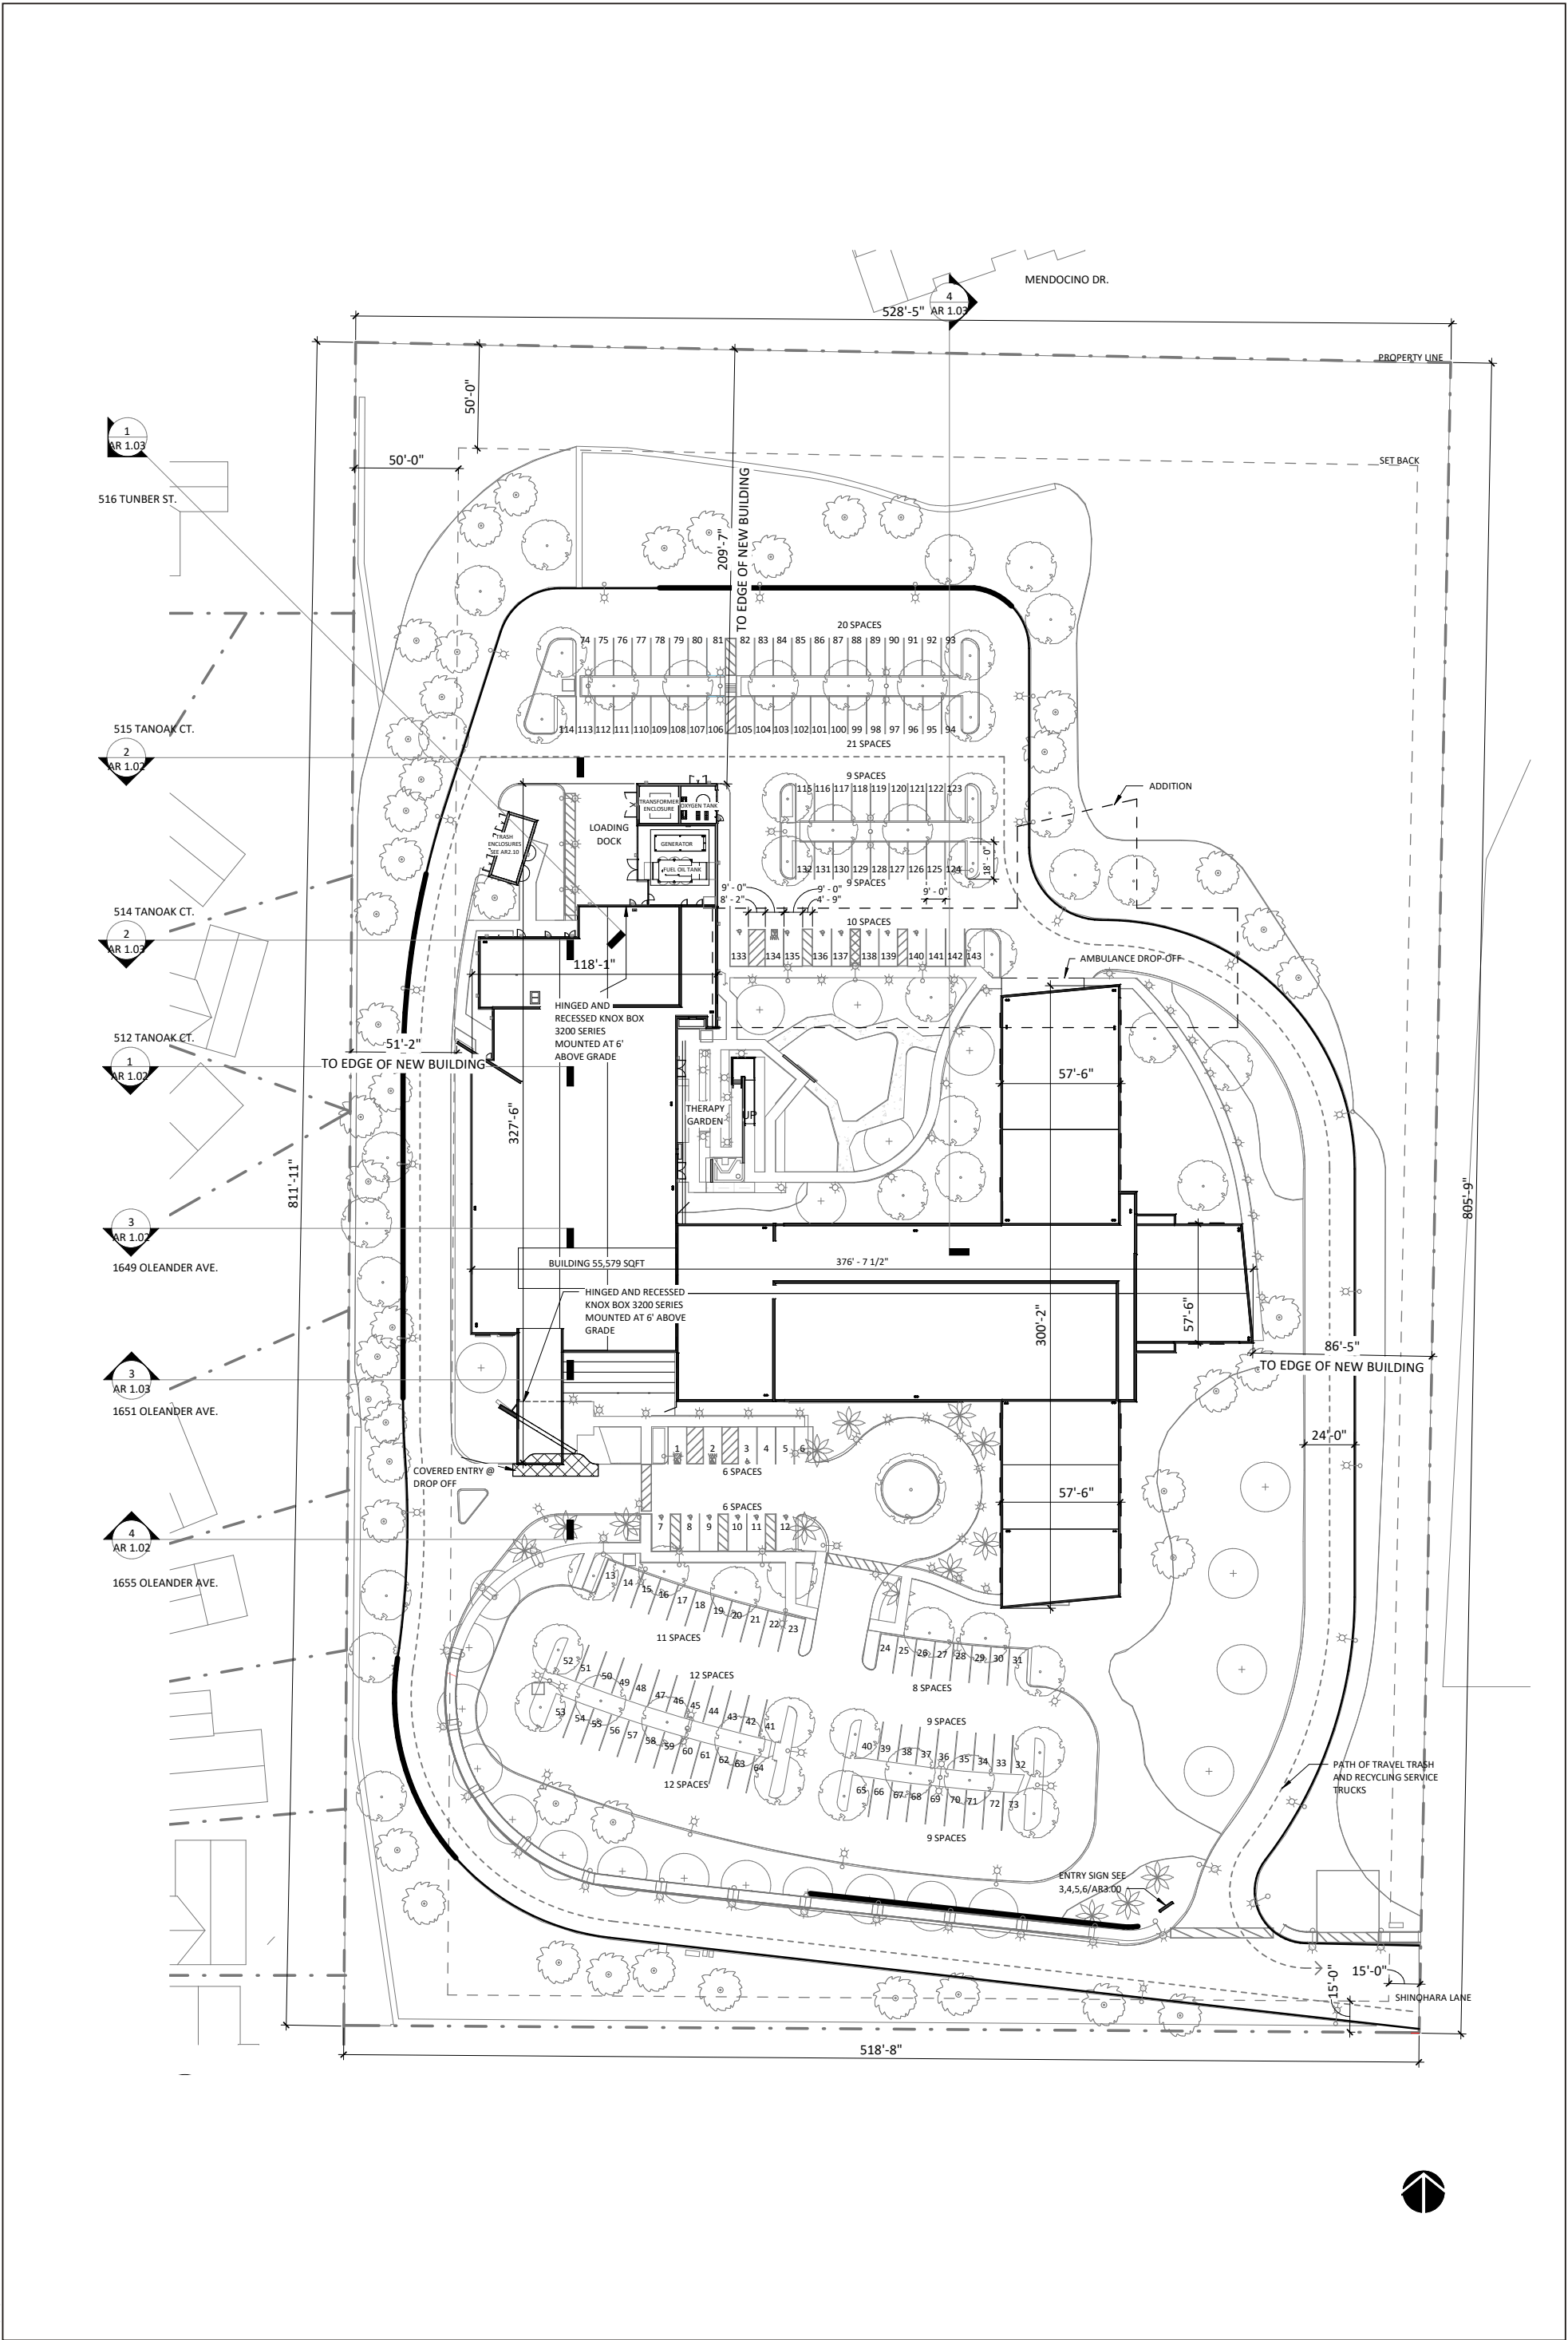 MENDOCINO DR.
4
AR 1.03
528'-5"
PROPERTY LINE
50'-0"
1
AR 1.03
50'-0"
SET BACK
516 TUNBER ST.
209'-7"
TO EDGE OF NEW BUILDING
20 SPACES
74 75 76 77 78 79 80 81 82 83 84 85 86 87 88 89 90 91 92 93
114 113 112 111 110 109 108 107 106 105 104 103 102 101 100 99 98 97 96 95 94
21 SPACES
515 TANOAK CT.
2
AR 1.02
9 SPACES
115 116 117 118 119 120 121 122 123
ADDITION
TRANSFORMER
ENCLOSURE
OXYGEN TANK
LOADING
DOCK
TRASH
ENCLOSURES
SEE AR2.10
GENERATOR
FUEL OIL TANK
132 131 130 129 128 127 126 125 124
18' - 0"
9 SPACES
9' - 0"
8' - 2"
9' - 0"
4' - 9"
9' - 0"
514 TANOAK CT.
2
AR 1.03
10 SPACES
133 134 135 136 137 138 139 140 141 142 143
AMBULANCE DROP-OFF
118'-1"
HINGED AND
RECESSED KNOX BOX
3200 SERIES
MOUNTED AT 6'
ABOVE GRADE
512 TANOAK CT.
1
AR 1.02
51'-2"
TO EDGE OF NEW BUILDING
57'-6"
THERAPY
GARDEN
UP
327'-6"
811'-11"
805'-9"
3
AR 1.02
1649 OLEANDER AVE.
BUILDING 55,579 SQFT
376' - 7 1/2"
HINGED AND RECESSED
KNOX BOX 3200 SERIES
MOUNTED AT 6' ABOVE
GRADE
300'-2"
57'-6"
86'-5"
TO EDGE OF NEW BUILDING
3
AR 1.03
1651 OLEANDER AVE.
24'-0"
1 2 3 4 5 6
6 SPACES
COVERED ENTRY @
DROP OFF
57'-6"
6 SPACES
7 8 9 10 11 12
4
AR 1.02
1655 OLEANDER AVE.
13 14 15 16 17 18 19 20 21 22 23
11 SPACES
24 25 26 27 28 29 30 31
8 SPACES
52 51 50 49 48 47 46 45 44 43 42 41
12 SPACES
53 54 55 56 57 58 59 60 61 62 63 64
12 SPACES
9 SPACES
40 39 38 37 36 35 34 33 32
65 66 67 68 69 70 71 72 73
9 SPACES
PATH OF TRAVEL TRASH
AND RECYCLING SERVICE
TRUCKS
ENTRY SIGN SEE
3,4,5,6/AR3.00
15'-0"
15'-0"
SHINOHARA LANE
518'-8"